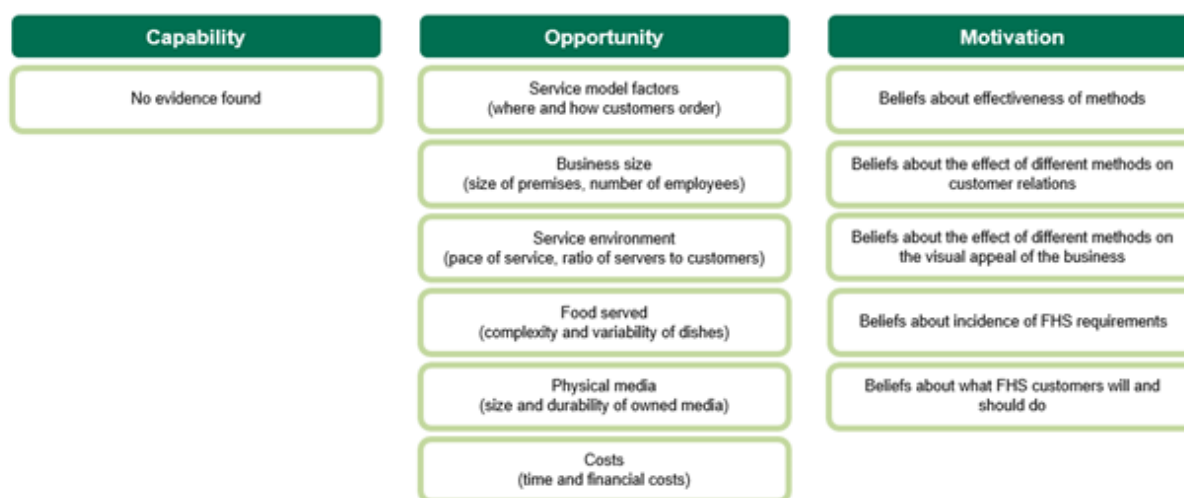 Capability
No evidence found
Opportunity
Service model factors
(where and how customers order)
Business size
(size of premises, number of employees)
Service environment
(pace of service, ratio of servers to customers)
Food served
(complexity and variability of dishes)
Physical media
(size and durability of owned media)
Costs
(time and financial costs)
Motivation
Beliefs about effectiveness of methods
Beliefs about the effect of different methods on
customer relations
Beliefs about the effect of different methods on
the visual appeal of the business
Beliefs about incidence of FHS requirements
Beliefs about what FHS customers will and
should do